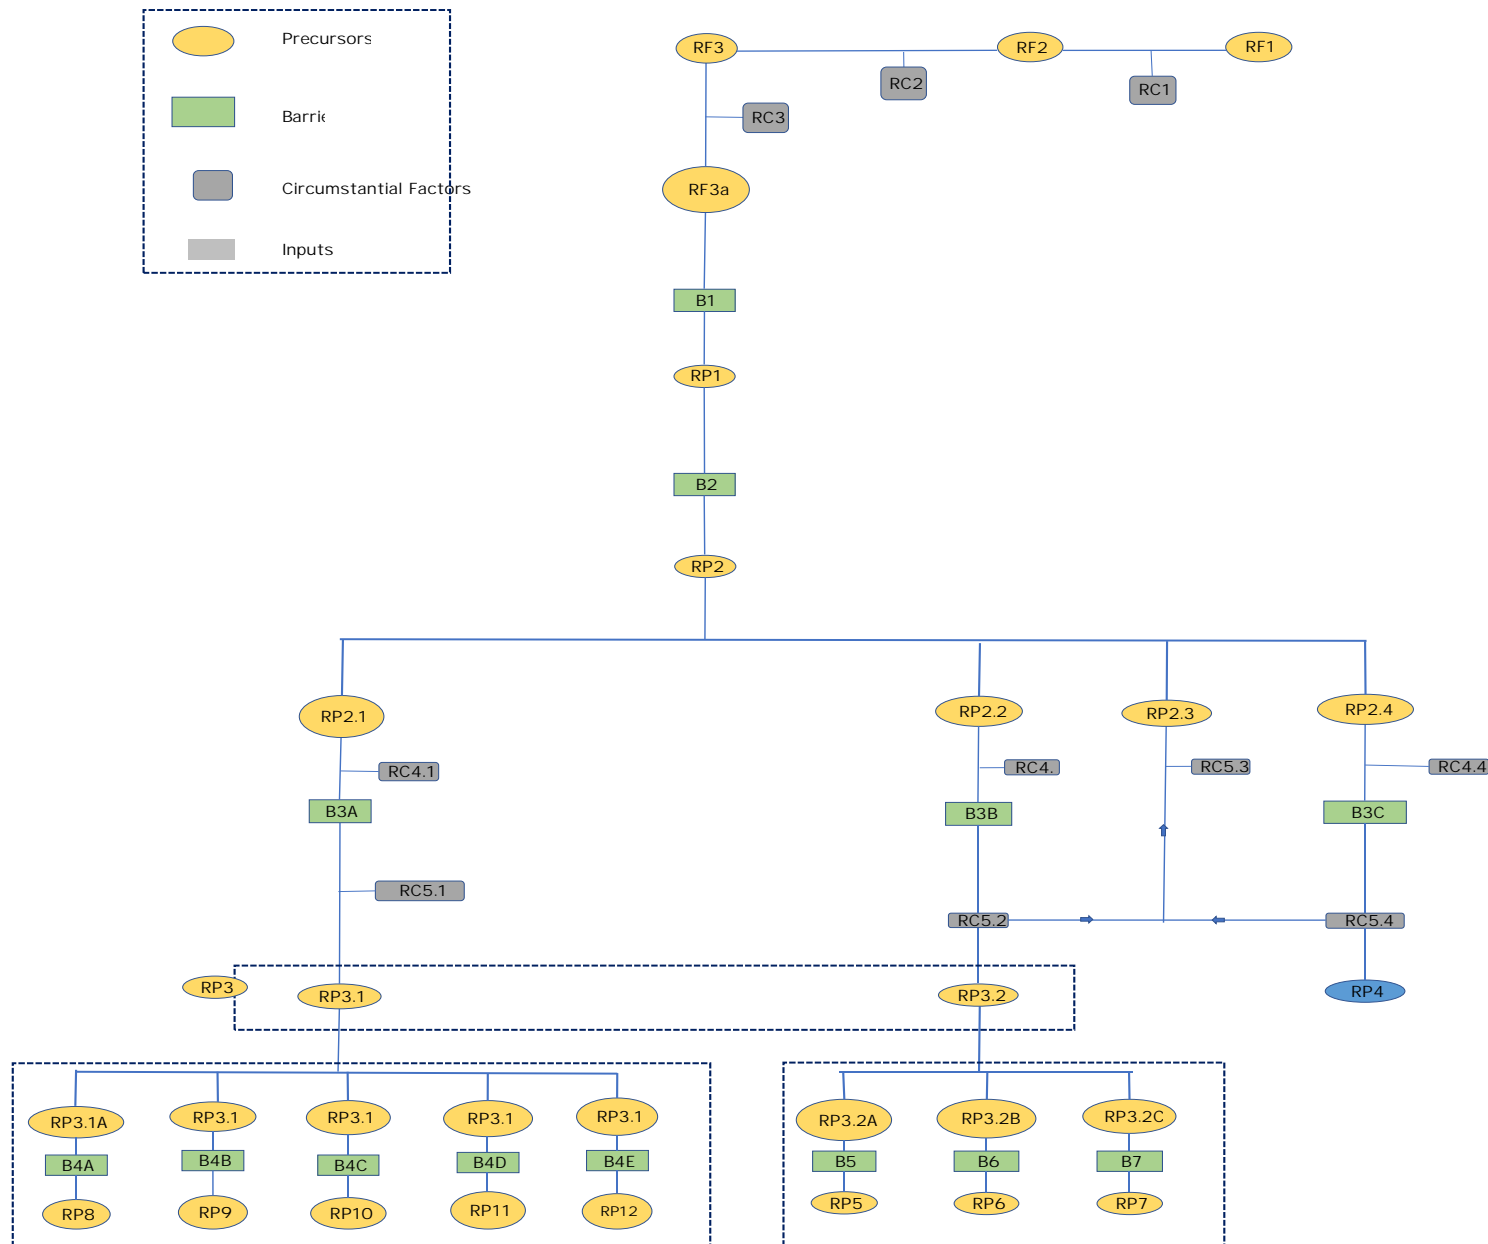 Precursors
Barrie
Circumstantial Factors
Inputs
RF3
RF2
RF1
RC2
RC1
RC3
RF3a
B1
RP1
B2
RP2
RP2.1
RP2.2
RP2.3
RP2.4
RC4.1
RC4.
RC5.3
RC4.4
B3A
B3B
B3C
RC5.1
RC5.2
RC5.4
RP3
RP3.1
RP3.2
RP4
RP3.1A
RP3.1
RP3.1
RP3.1
RP3.1
RP3.2A
RP3.2B
RP3.2C
B4A
B4B
B4C
B4D
B4E
B5
B6
B7
RP8
RP9
RP10
RP11
RP12
RP5
RP6
RP7